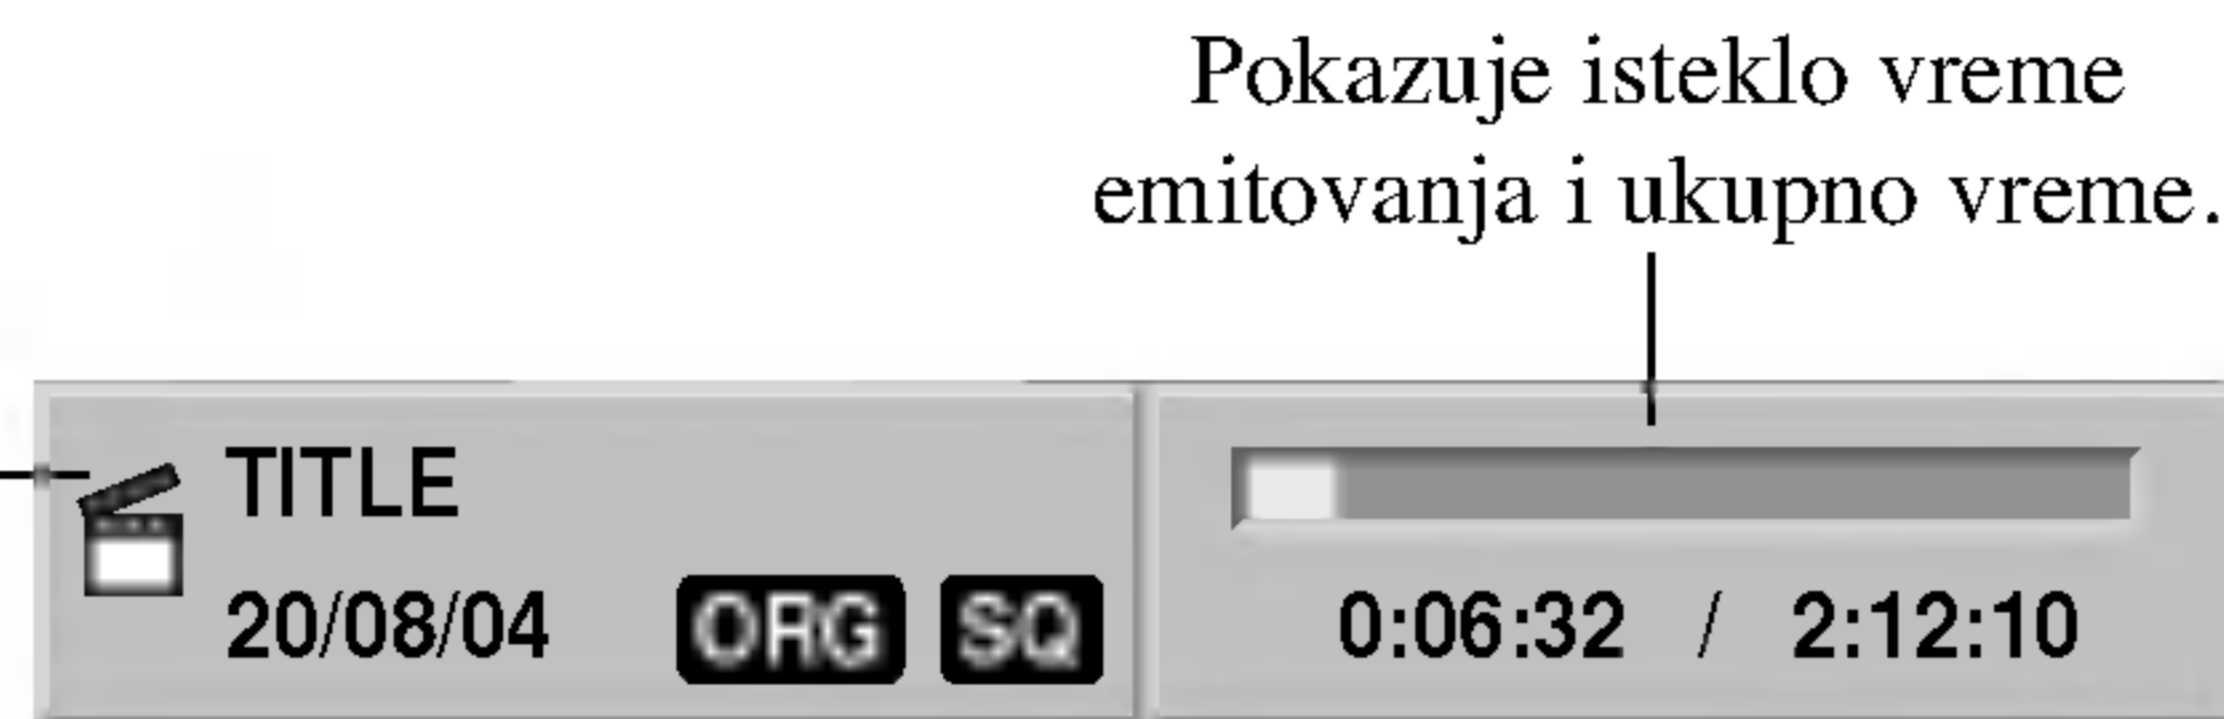 Pokazuje isteklo vreme
emitovanja i ukupno vreme.
TITLE
20/08/04 ORG SQ
0:06:32 / 2:12:10